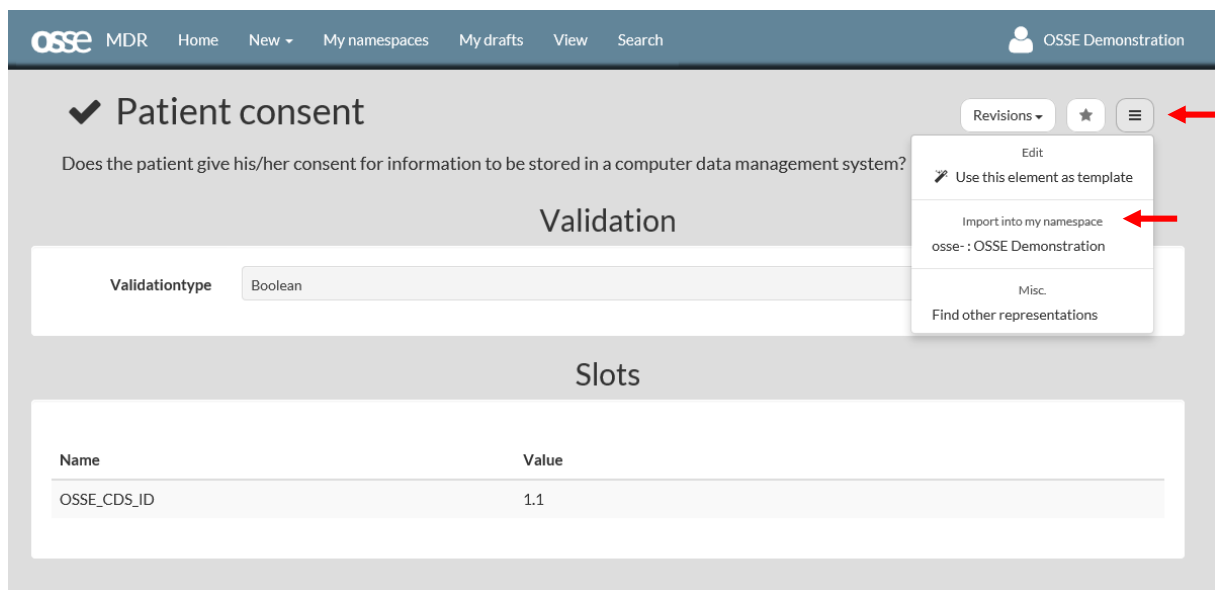 osse MDR Home New My namespaces My drafts View Search OSSE Demonstration
Patient consent
Revisions
Does the patient give his/her consent for information to be stored in a computer data management system?
Edit
Use this element as template
Import into my namespace
osse- : OSSE Demonstration
Misc.
Find other representations
Validation
Validationtype Boolean
Slots
Name Value
OSSE_CDS_ID 1.1